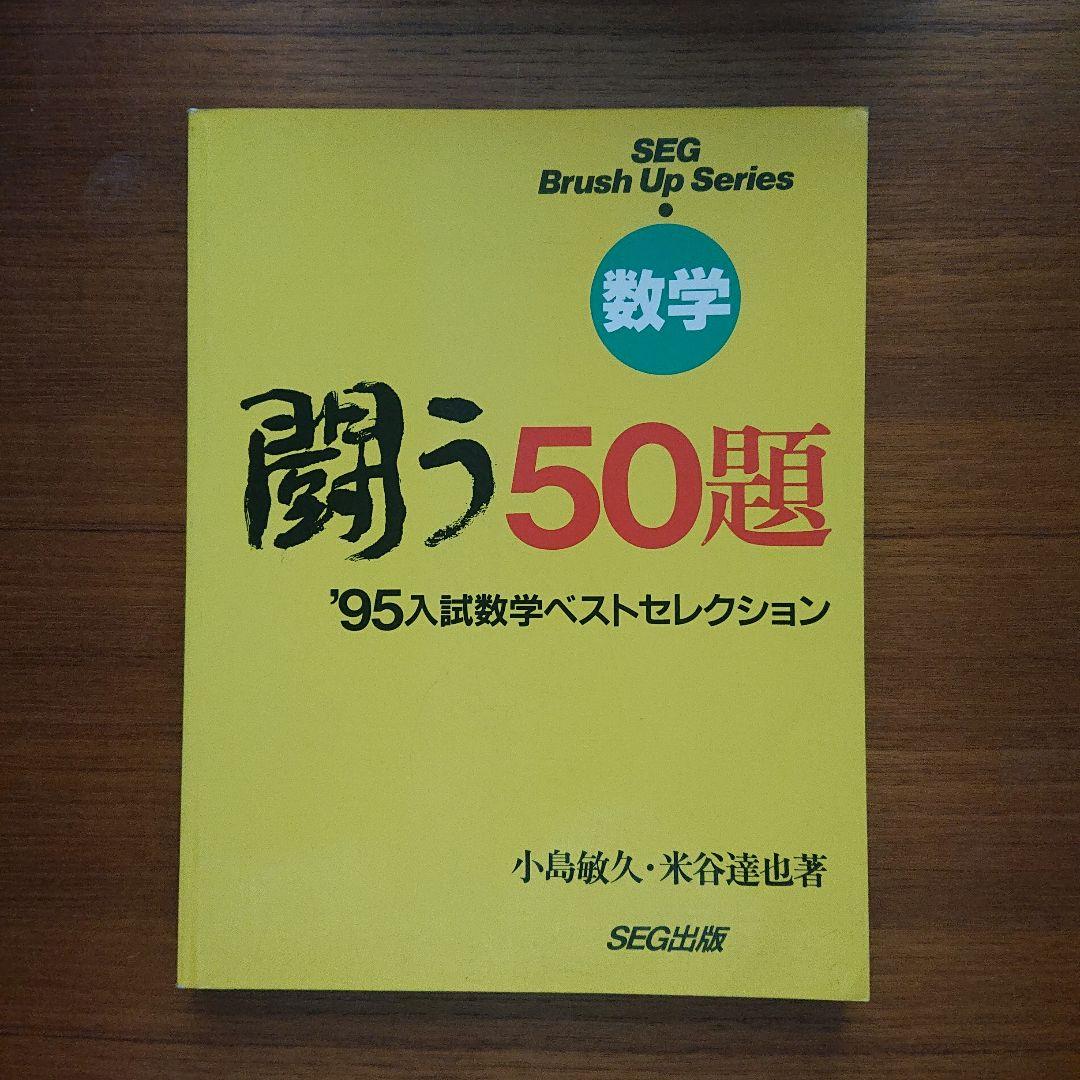 SEG
Brush Up Series
数学
闘う50題
’95入試数学ベストセレクション
小島敏久・米谷達也著
SEG出版